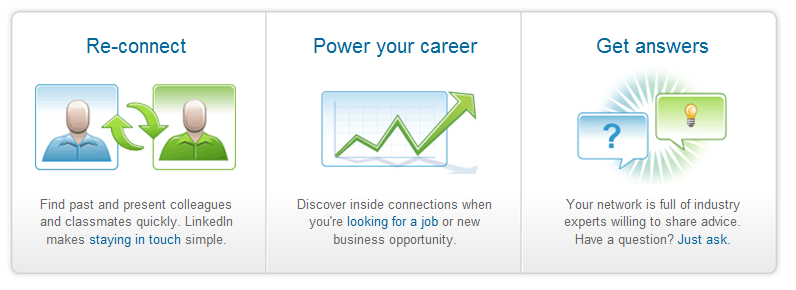 Re-connect
Find past and present colleagues
and classmates quickly. LinkedIn
makes staying in touch simple.
Power your career
Discover inside connections when
you're looking for a job or new
business opportunity.
Get answers
?
Your network is full of industry
experts willing to share advice.
Have a question? Just ask.